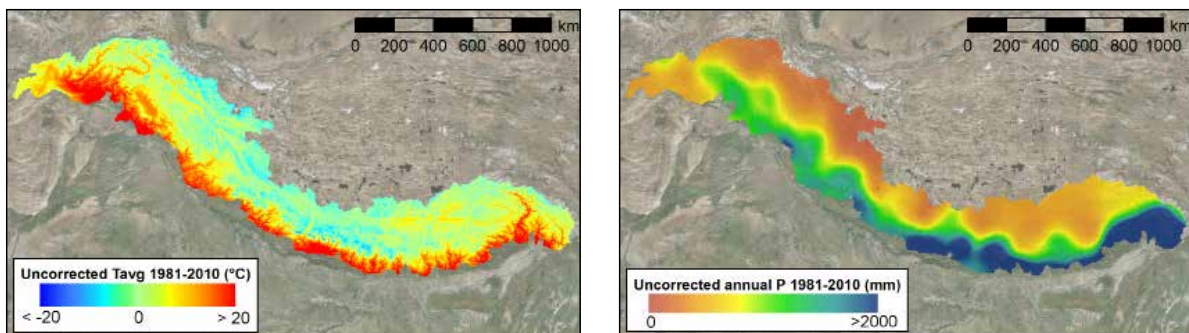 km
0 200 400 600 800 1000
Uncorrected Tavg 1981-2010 (°C)
< -20 0 > 20
km
0 200 400 600 800 1000
Uncorrected annual P 1981-2010 (mm)
0 >2000